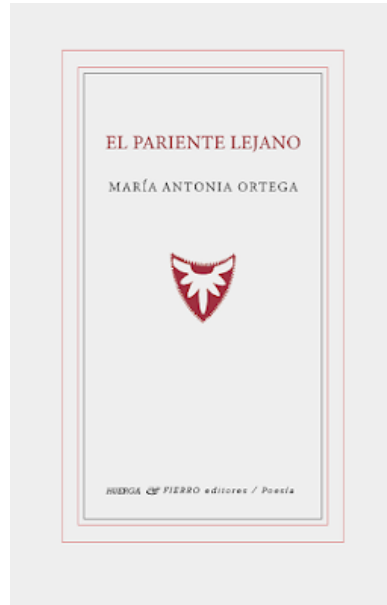 EL PARIENTE LEJANO
MARÍA ANTONIA ORTEGA
HUERGA & FIERRO editores / Poesía